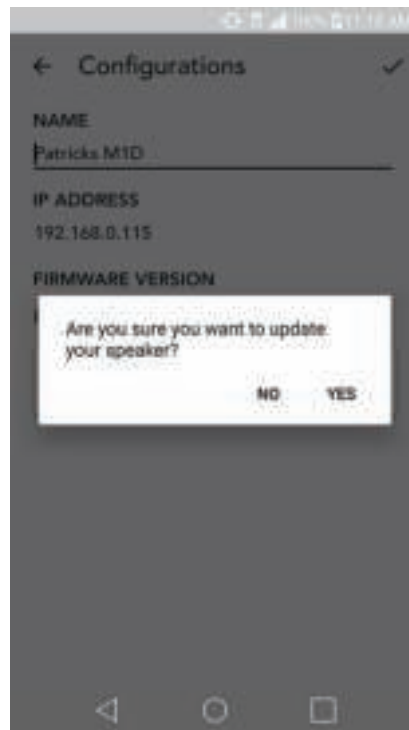 Configurations
NAME
Patricks M1D
IP ADDRESS
192.168.0.115
FIRMWARE VERSION
Are you sure you want to update
your speaker?
NO YES